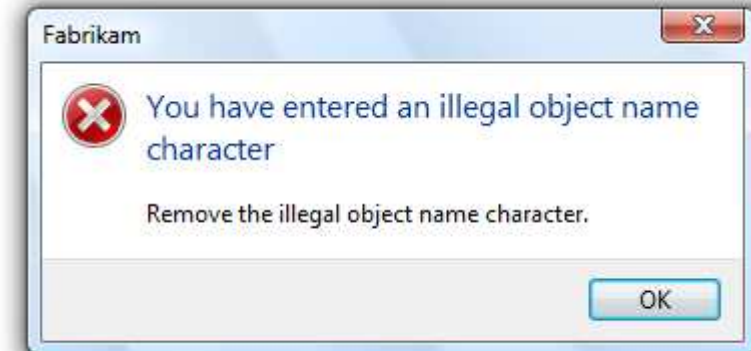 Fabrikam
You have entered an illegal object name
character
Remove the illegal object name character.
OK